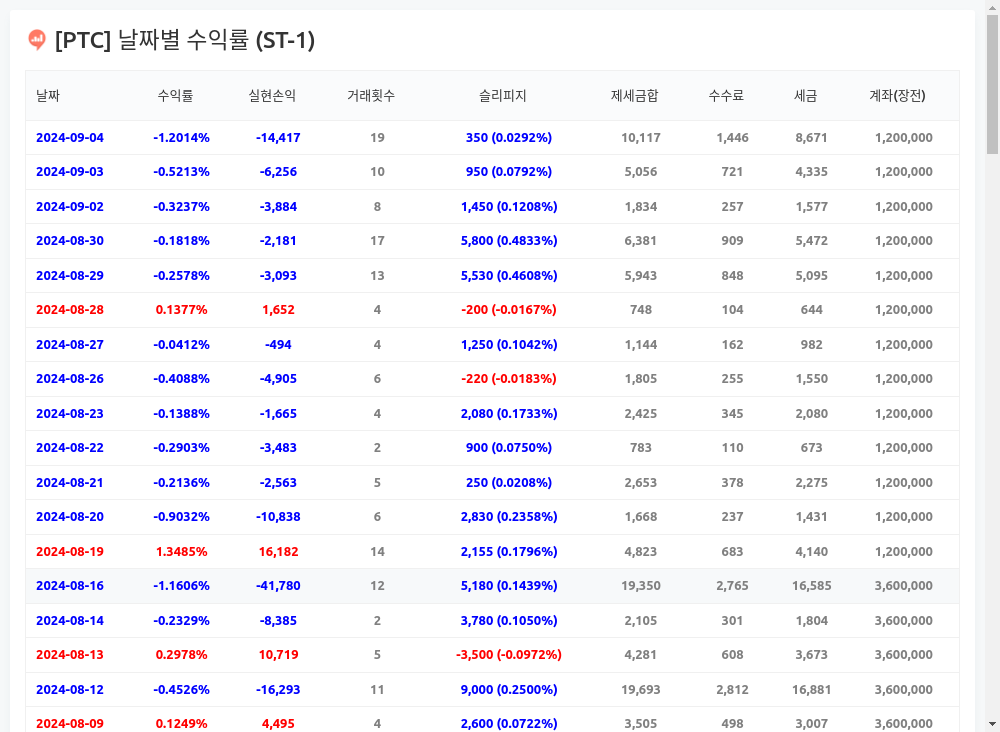 [PTC] 날짜별 수익률 (ST-1)
날짜 수익률 실현손익 거래횟수 슬리피지 제세금합 수수료 세금 계좌(장전)
2024-09-04 -1.2014% -14,417 19 350 (0.0292%) 10,117 1,446 8,671 1,200,000
2024-09-03 -0.5213% -6,256 10 950 (0.0792%) 5,056 721 4,335 1,200,000
2024-09-02 -0.3237% -3,884 8 1,450 (0.1208%) 1,834 257 1,577 1,200,000
2024-08-30 -0.1818% -2,181 17 5,800 (0.4833%) 6,381 909 5,472 1,200,000
2024-08-29 -0.2578% -3,093 13 5,530 (0.4608%) 5,943 848 5,095 1,200,000
2024-08-28 0.1377% 1,652 4 -200 (-0.0167%) 748 104 644 1,200,000
2024-08-27 -0.0412% -494 4 1,250 (0.1042%) 1,144 162 982 1,200,000
2024-08-26 -0.4088% -4,905 6 -220 (-0.0183%) 1,805 255 1,550 1,200,000
2024-08-23 -0.1388% -1,665 4 2,080 (0.1733%) 2,425 345 2,080 1,200,000
2024-08-22 -0.2903% -3,483 2 900 (0.0750%) 783 110 673 1,200,000
2024-08-21 -0.2136% -2,563 5 250 (0.0208%) 2,653 378 2,275 1,200,000
2024-08-20 -0.9032% -10,838 6 2,830 (0.2358%) 1,668 237 1,431 1,200,000
2024-08-19 1.3485% 16,182 14 2,155 (0.1796%) 4,823 683 4,140 1,200,000
2024-08-16 -1.1606% -41,780 12 5,180 (0.1439%) 19,350 2,765 16,585 3,600,000
2024-08-14 -0.2329% -8,385 2 3,780 (0.1050%) 2,105 301 1,804 3,600,000
2024-08-13 0.2978% 10,719 5 -3,500 (-0.0972%) 4,281 608 3,673 3,600,000
2024-08-12 -0.4526% -16,293 11 9,000 (0.2500%) 19,693 2,812 16,881 3,600,000
2024-08-09 0.1249% 4,495 4 2,600 (0.0722%) 3,505 498 3,007 3,600,000